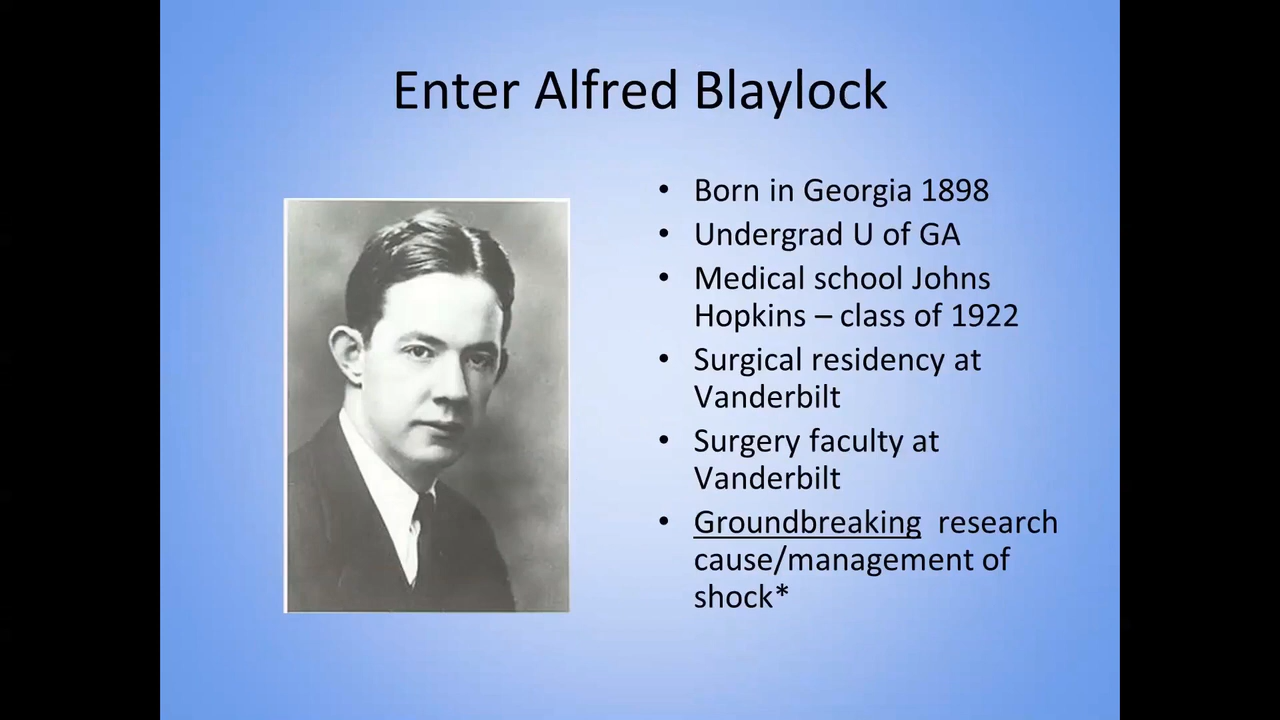 Enter Alfred Blaylock
• Born in Georgia 1898
• Undergrad U of GA
• Medical school Johns
Hopkins – class of 1922
• Surgical residency at
Vanderbilt
• Surgery faculty at
Vanderbilt
• Groundbreaking research
cause/management of
shock*